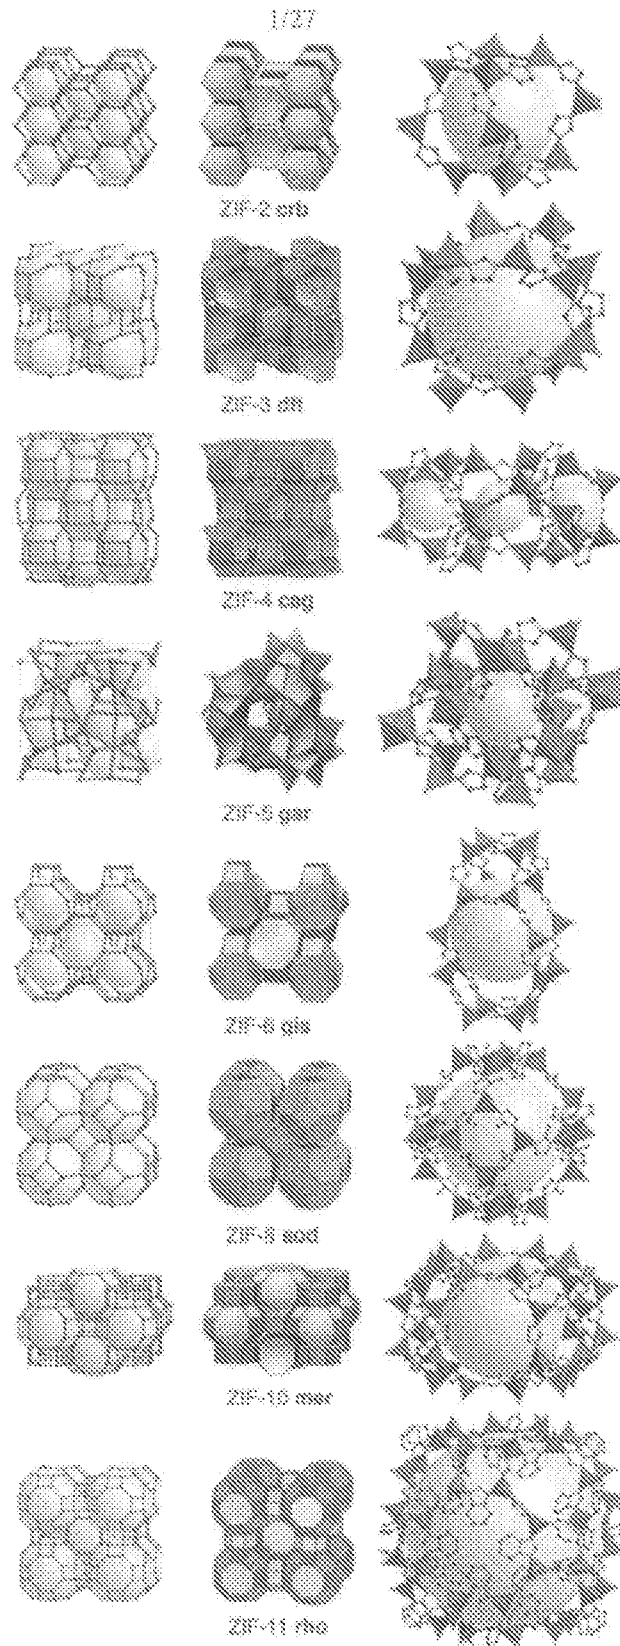 1/27
ZIF-2 crb
ZIF-3 dft
ZIF-4 cag
ZIF-5 gar
ZIF-6 gis
ZIF-8 sod
ZIF-10 mer
ZIF-11 rho